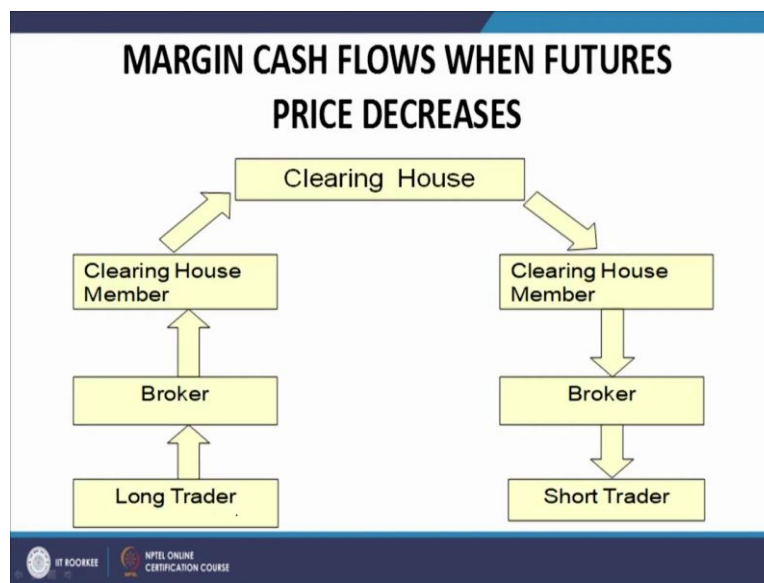 MARGIN CASH FLOWS WHEN FUTURES
PRICE DECREASES
Clearing House
Clearing House
Member
Clearing House
Member
Broker
Broker
Long Trader
Short Trader
IIT ROORKEE
NPTEL ONLINE
CERTIFICATION COURSE